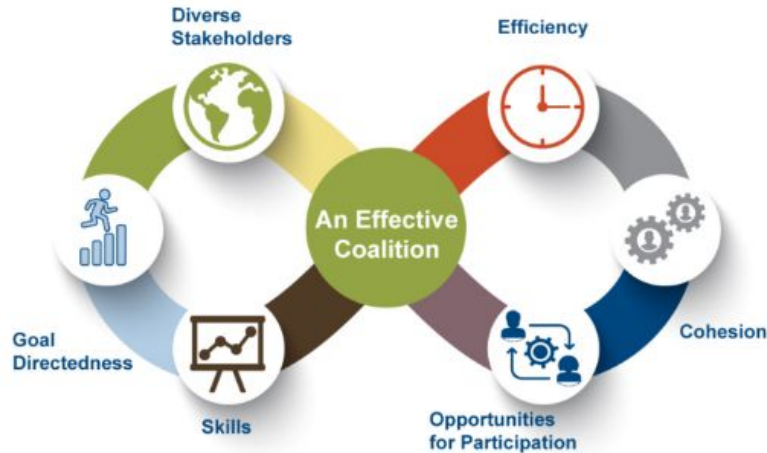 Diverse
Stakeholders
Efficiency
An Effective
Coalition
Goal
Directedness
Cohesion
Skills
Opportunities
for Participation